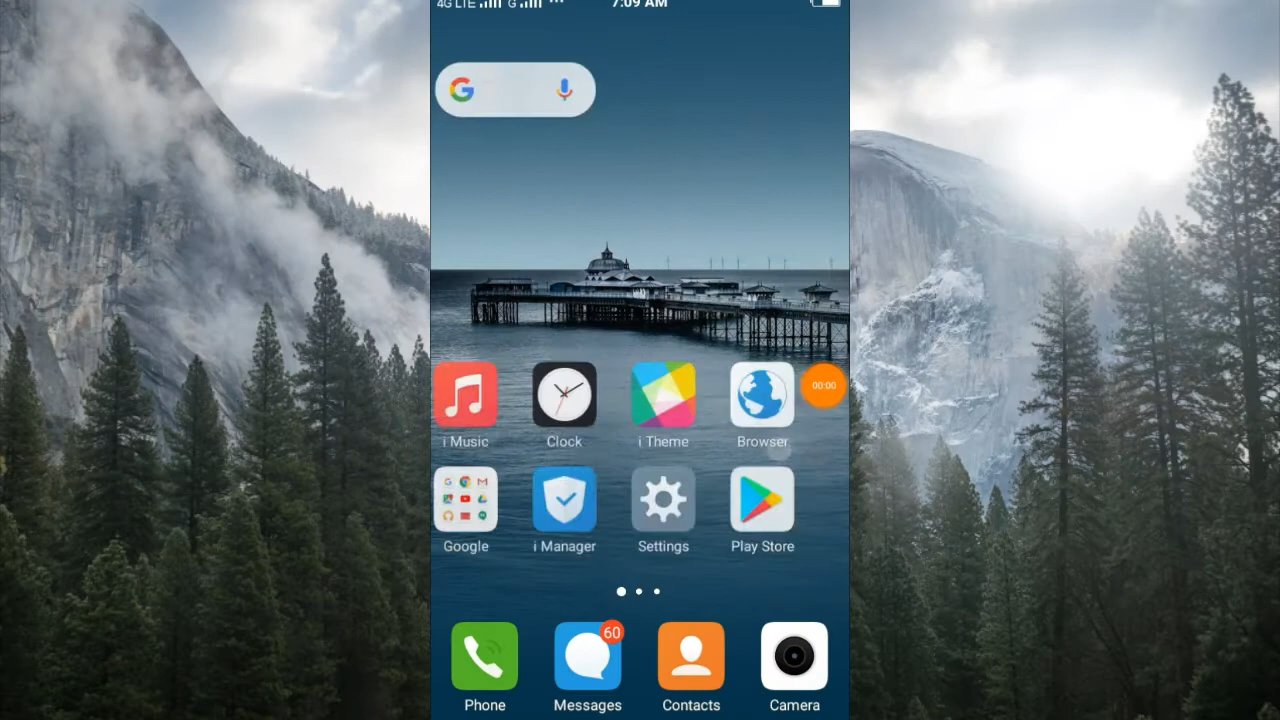 4G LTE G 7:09 AM
G
i Music Clock i Theme Browser
00:00
Google i Manager Settings Play Store
60
Phone Messages Contacts Camera